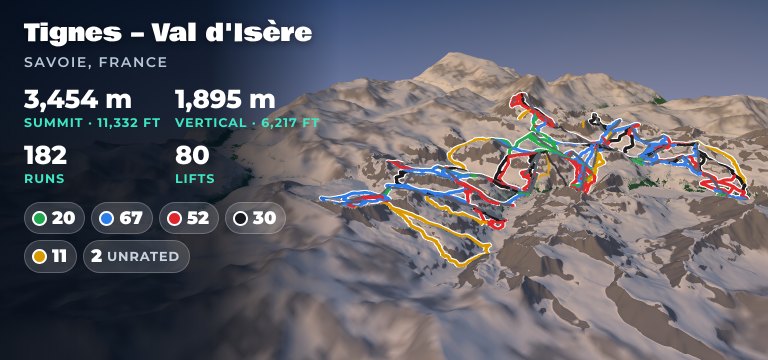 Tignes – Val d'Isère
SAVOIE, FRANCE
3,454 m 1,895 m
SUMMIT · 11,332 FT VERTICAL · 6,217 FT
182 80
RUNS LIFTS
20 67 52 30
11 2 UNRATED